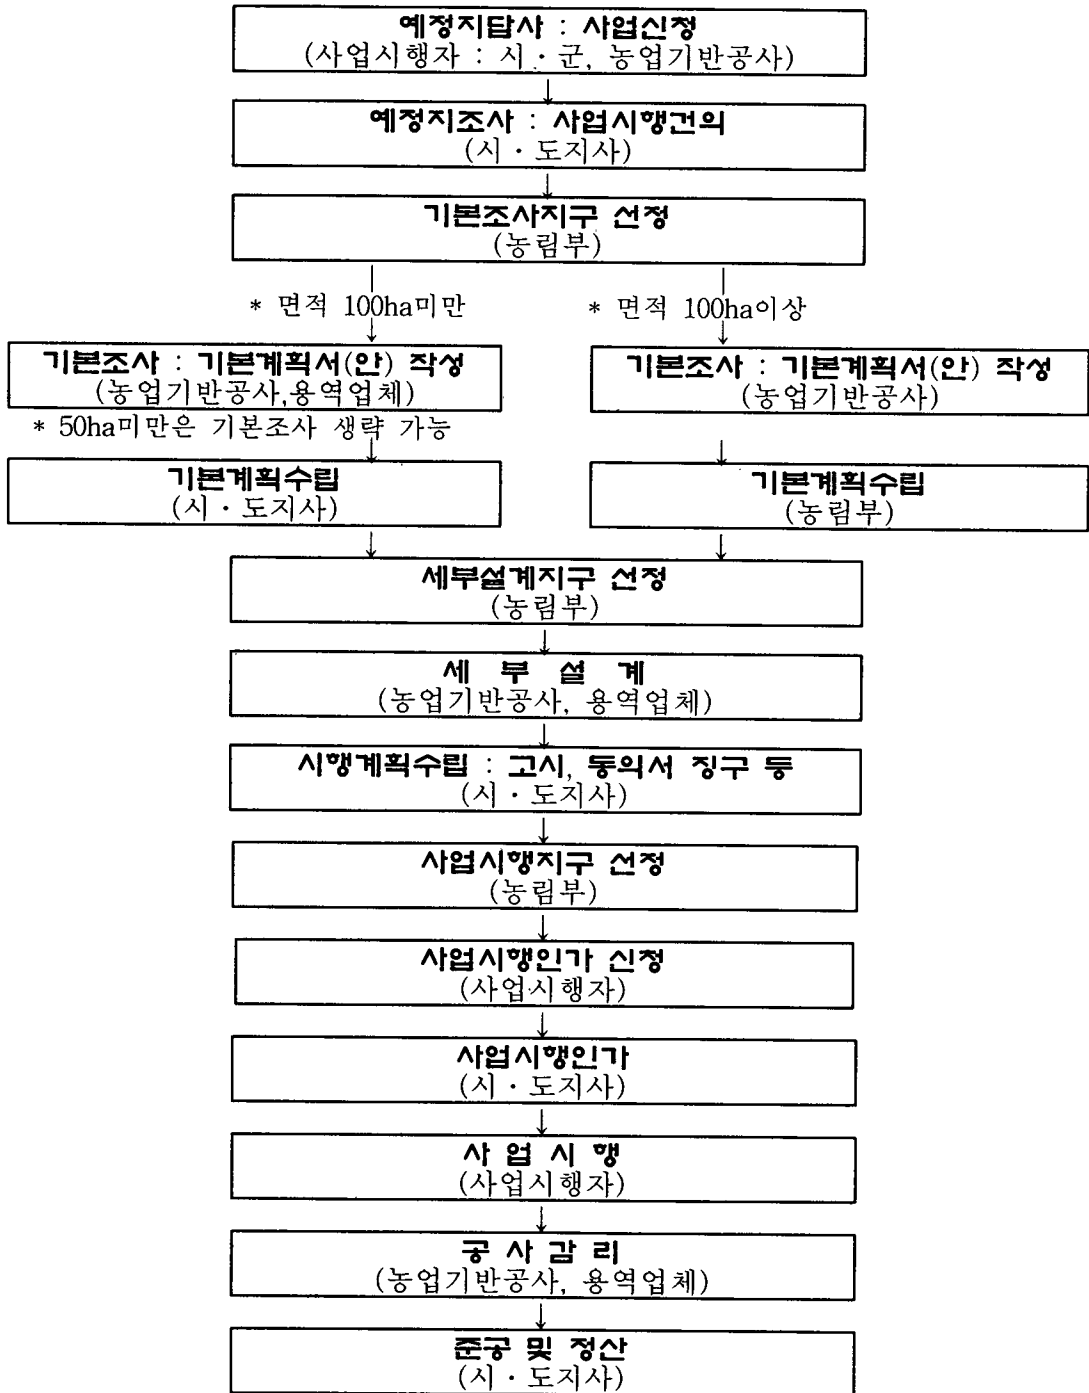 예정지답사 : 사업신청
(사업시행자 : 시·군, 농업기반공사)
예정지조사 : 사업시행건의
(시·도지사)
기본조사지구 선정
(농림부)
* 면적 100ha미만
* 면적 100ha이상
기본조사 : 기본계획서(안) 작성
(농업기반공사,용역업체)
* 50ha미만은 기본조사 생략 가능
기본조사 : 기본계획서(안) 작성
(농업기반공사)
기본계획수립
(시·도지사)
기본계획수립
(농림부)
세부설계지구 선정
(농림부)
세 부 설 계
(농업기반공사, 용역업체)
시행계획수립 : 고시, 동의서 징구 등
(시·도지사)
사업시행지구 선정
(농림부)
사업시행인가 신청
(사업시행자)
사업시행인가
(시·도지사)
사 업 시 행
(사업시행자)
공 사 감 리
(농업기반공사, 용역업체)
준공 및 정산
(시·도지사)